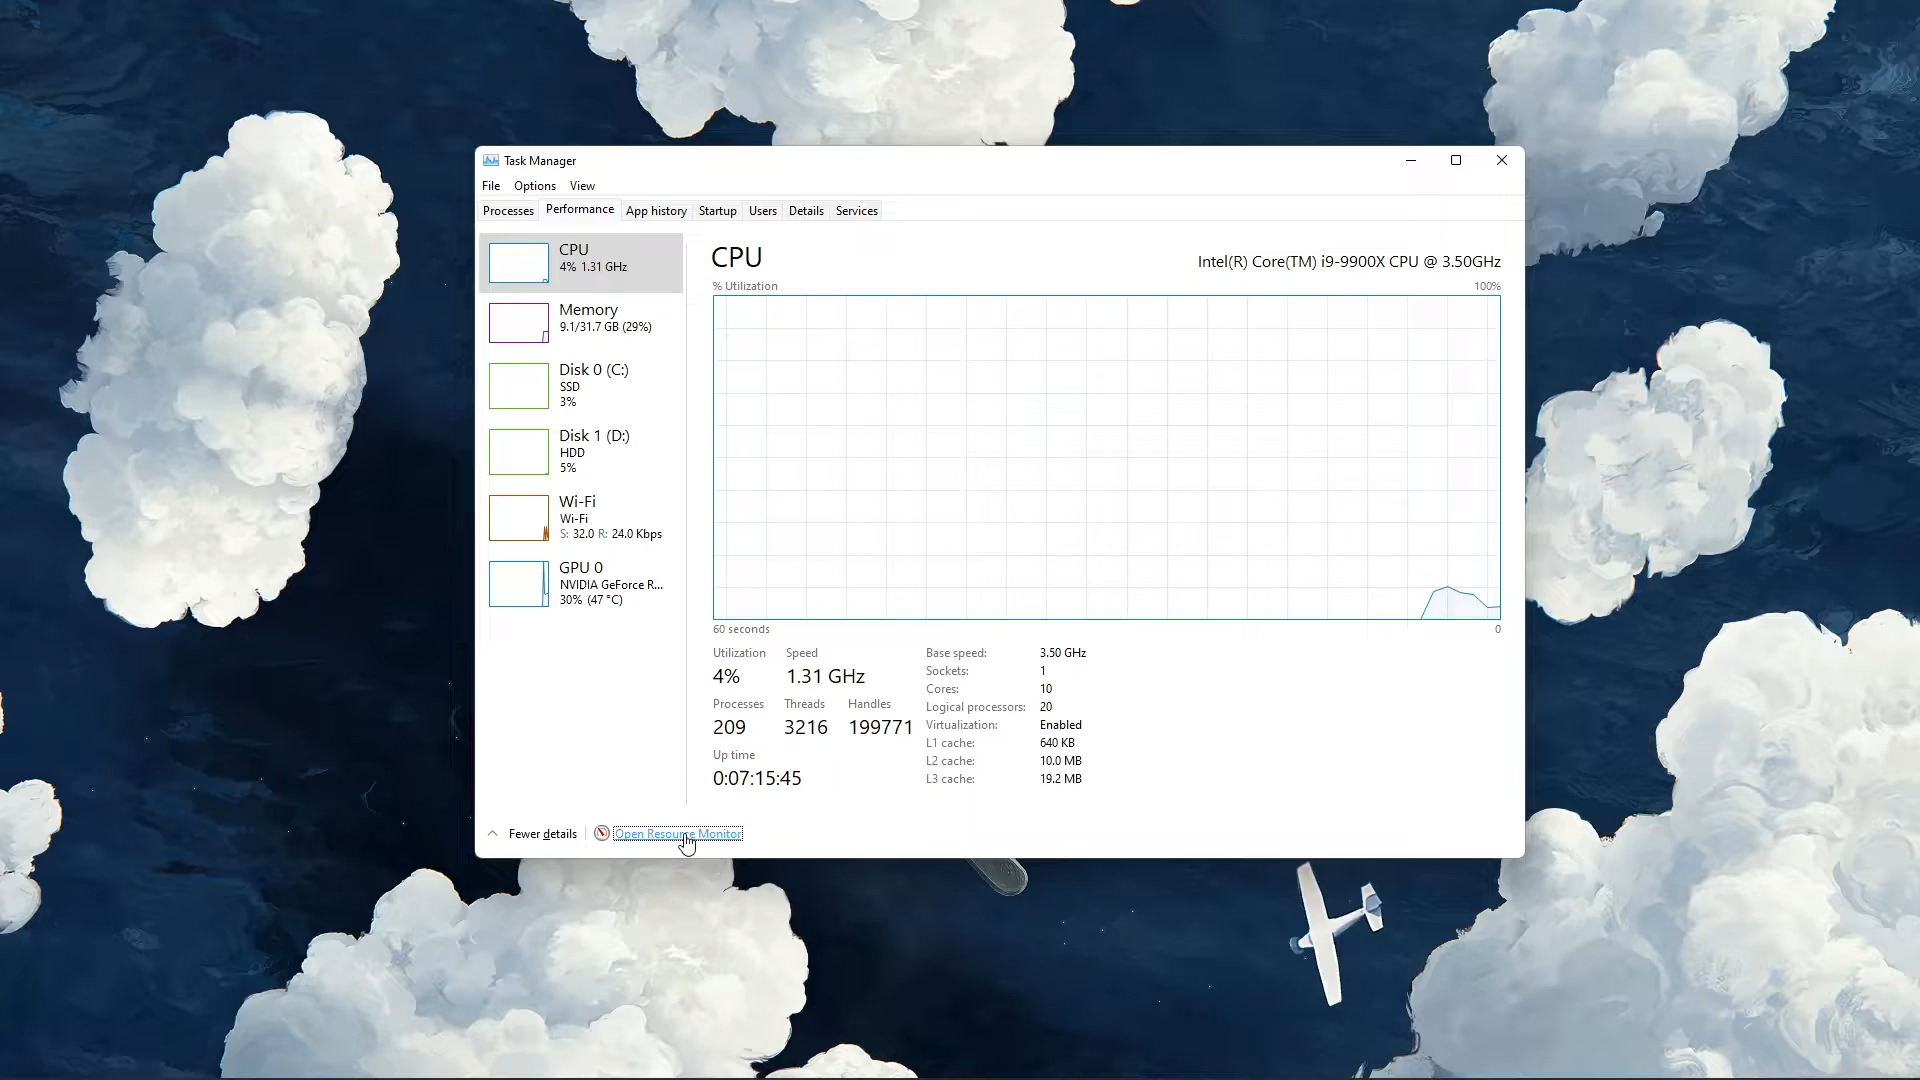 Task Manager
File Options View
Processes Performance App history Startup Users Details Services
CPU
4% 1.31 GHz
Memory
9.1/31.7 GB (29%)
Disk 0 (C:)
SSD
3%
Disk 1 (D:)
HDD
5%
Wi-Fi
Wi-Fi
S: 32.0 R: 24.0 Kbps
GPU 0
NVIDIA GeForce R...
30% (47 °C)
CPU
Intel(R) Core(TM) i9-9900X CPU @ 3.50GHz
% Utilization 100%
60 seconds 0
Utilization Speed
4% 1.31 GHz
Processes Threads Handles
209 3216 199771
Up time
0:07:15:45
Base speed: 3.50 GHz
Sockets: 1
Cores: 10
Logical processors: 20
Virtualization: Enabled
L1 cache: 640 KB
L2 cache: 10.0 MB
L3 cache: 19.2 MB
Fewer details Open Resource Monitor